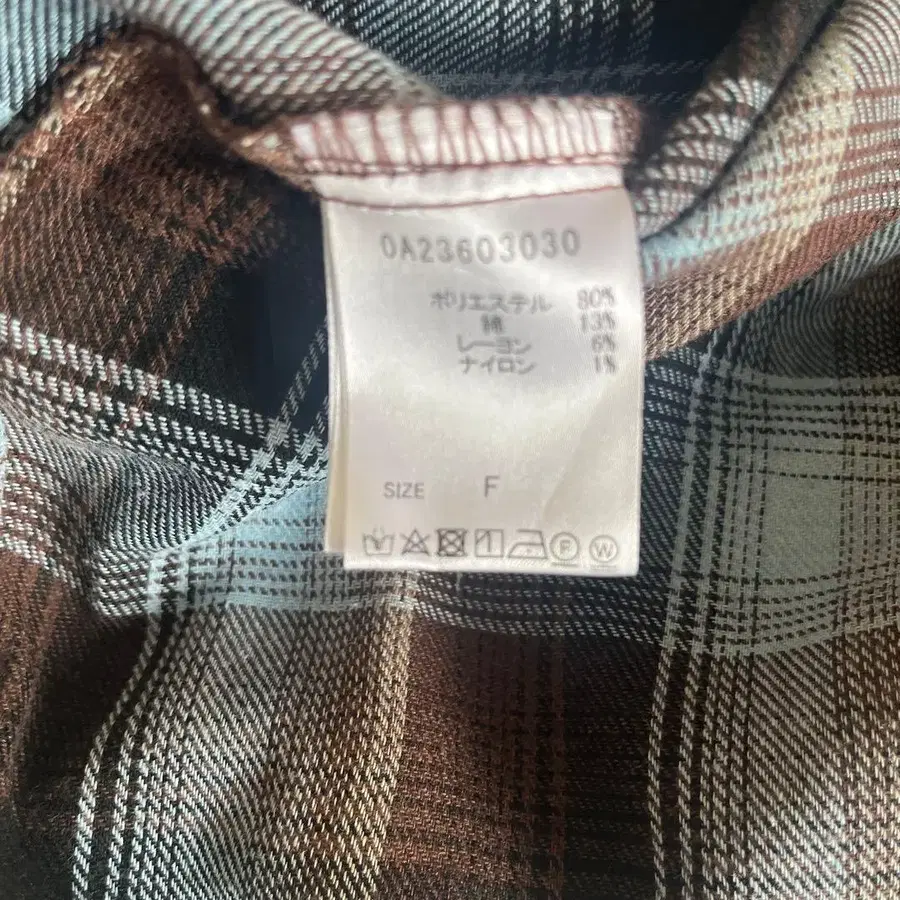 0A23603030
ポリエステル 80%
綿 13%
レーヨン 6%
ナイロン 1%
SIZE F
F W